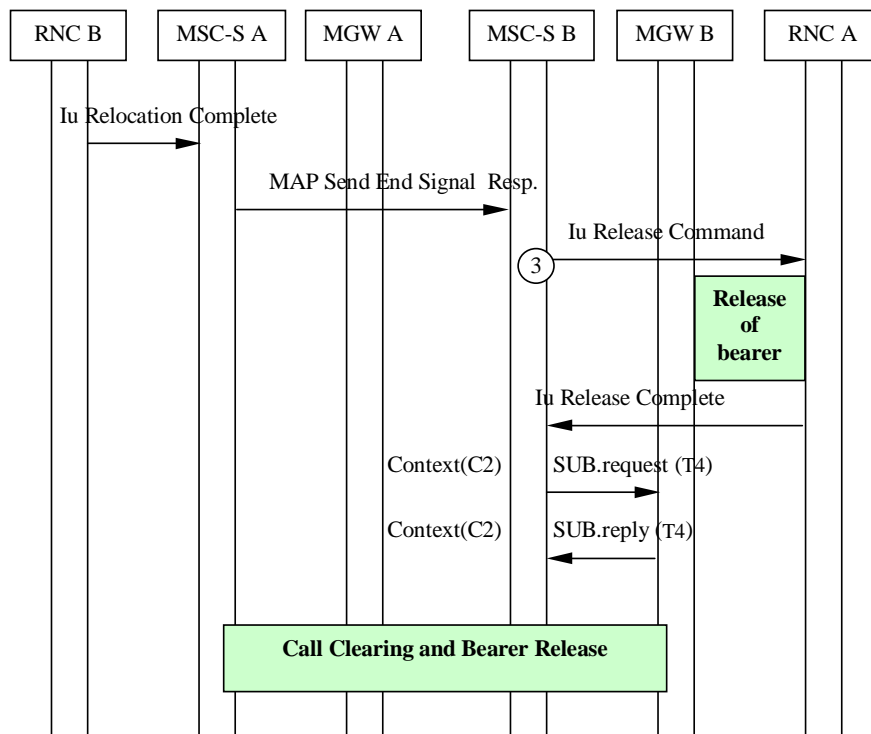 RNC B
MSC-S A
MGW A
MSC-S B
MGW B
RNC A
Iu Relocation Complete
MAP Send End Signal Resp.
Iu Release Command
3
Release
of
bearer
Iu Release Complete
Context(C2)
SUB.request (T4)
Context(C2)
SUB.reply (T4)
Call Clearing and Bearer Release